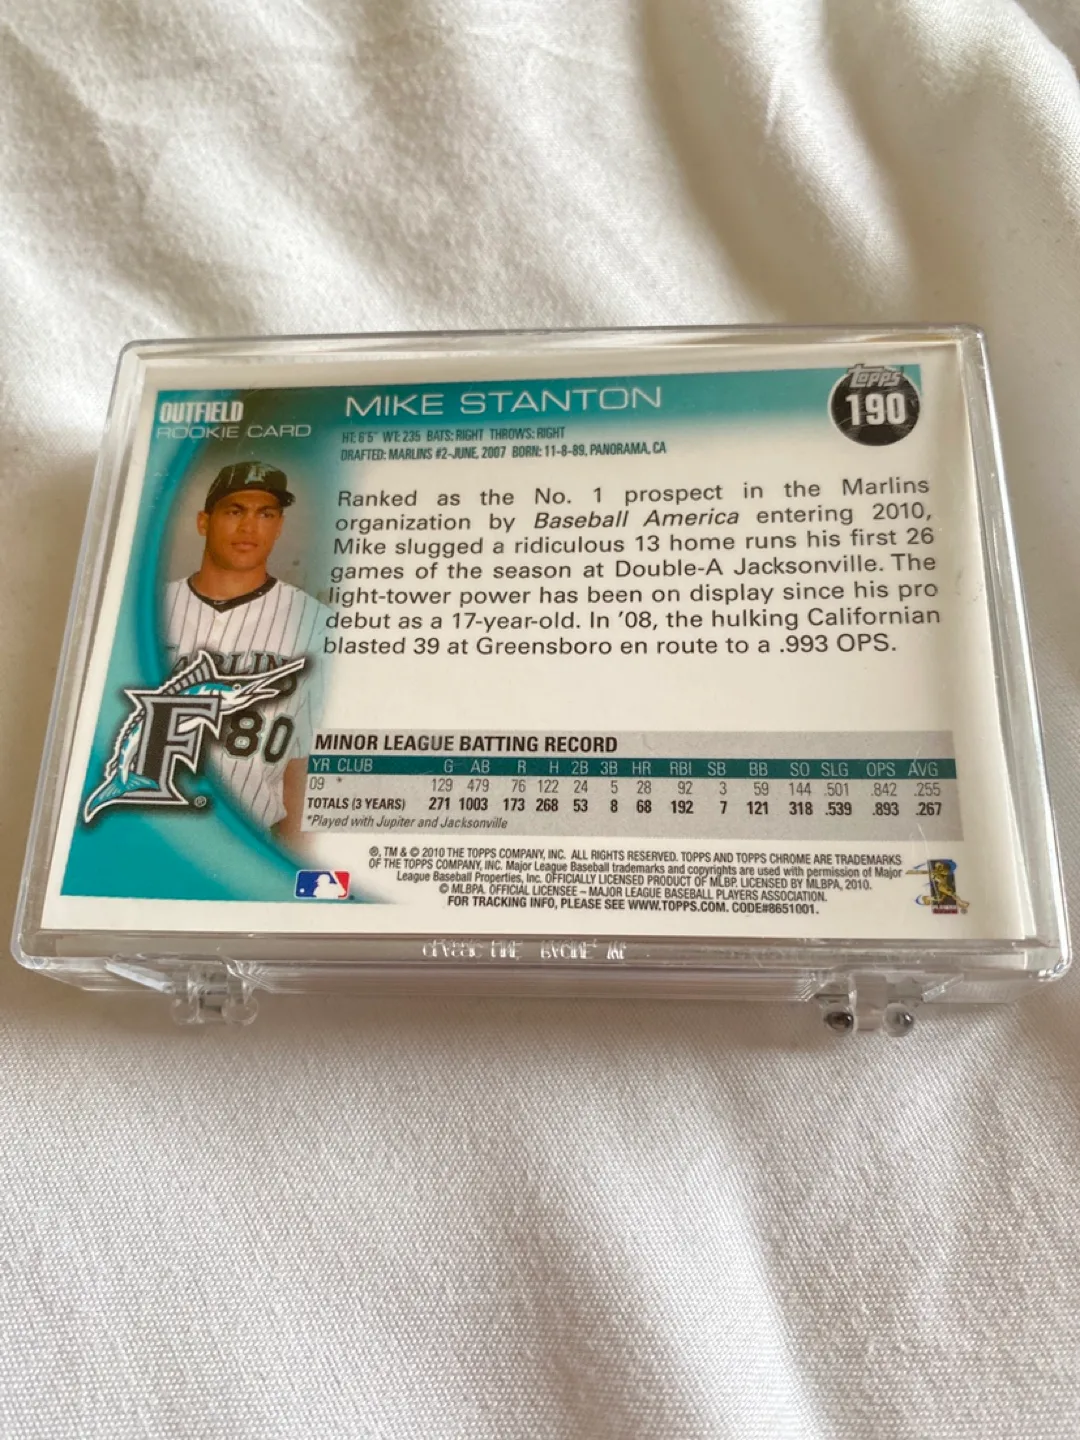 Topps
190
OUTFIELD
ROOKIE CARD
MIKE STANTON
HT: 6'5" WT: 235 BATS: RIGHT THROWS: RIGHT
DRAFTED: MARLINS #2-JUNE, 2007 BORN: 11-8-89, PANORAMA, CA
Ranked as the No. 1 prospect in the Marlins
organization by Baseball America entering 2010,
Mike slugged a ridiculous 13 home runs his first 26
games of the season at Double-A Jacksonville. The
light-tower power has been on display since his pro
debut as a 17-year-old. In '08, the hulking Californian
blasted 39 at Greensboro en route to a .993 OPS.
F
ARLIN
80
®
MINOR LEAGUE BATTING RECORD
YR CLUB G AB R H 2B 3B HR RBI SB BB SO SLG OPS AVG
09 * 129 479 76 122 24 5 28 92 3 59 144 .501 .842 .255
TOTALS (3 YEARS) 271 1003 173 268 53 8 68 192 7 121 318 .539 .893 .267
*Played with Jupiter and Jacksonville
®, TM & © 2010 THE TOPPS COMPANY, INC. ALL RIGHTS RESERVED. TOPPS AND TOPPS CHROME ARE TRADEMARKS
OF THE TOPPS COMPANY, INC. Major League Baseball trademarks and copyrights are used with permission of Major
League Baseball Properties, Inc. OFFICIALLY LICENSED PRODUCT OF MLBP. LICENSED BY MLBPA, 2010.
© MLBPA. OFFICIAL LICENSEE – MAJOR LEAGUE BASEBALL PLAYERS ASSOCIATION.
FOR TRACKING INFO, PLEASE SEE WWW.TOPPS.COM. CODE#8651001.